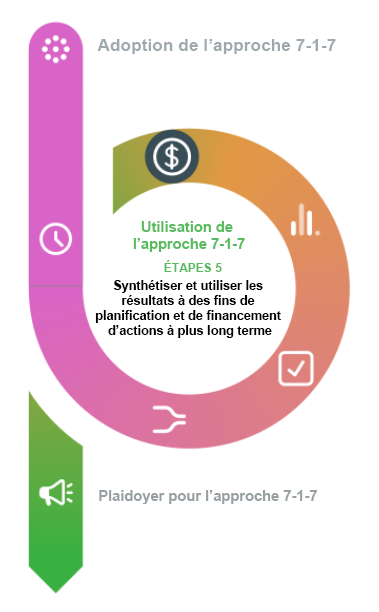 Adoption de l’approche 7-1-7
Utilisation de
l’approche 7-1-7
ÉTAPES 5
Synthétiser et utiliser les
résultats à des fins de
planification et de financement
d’actions à plus long terme
Plaidoyer pour l’approche 7-1-7